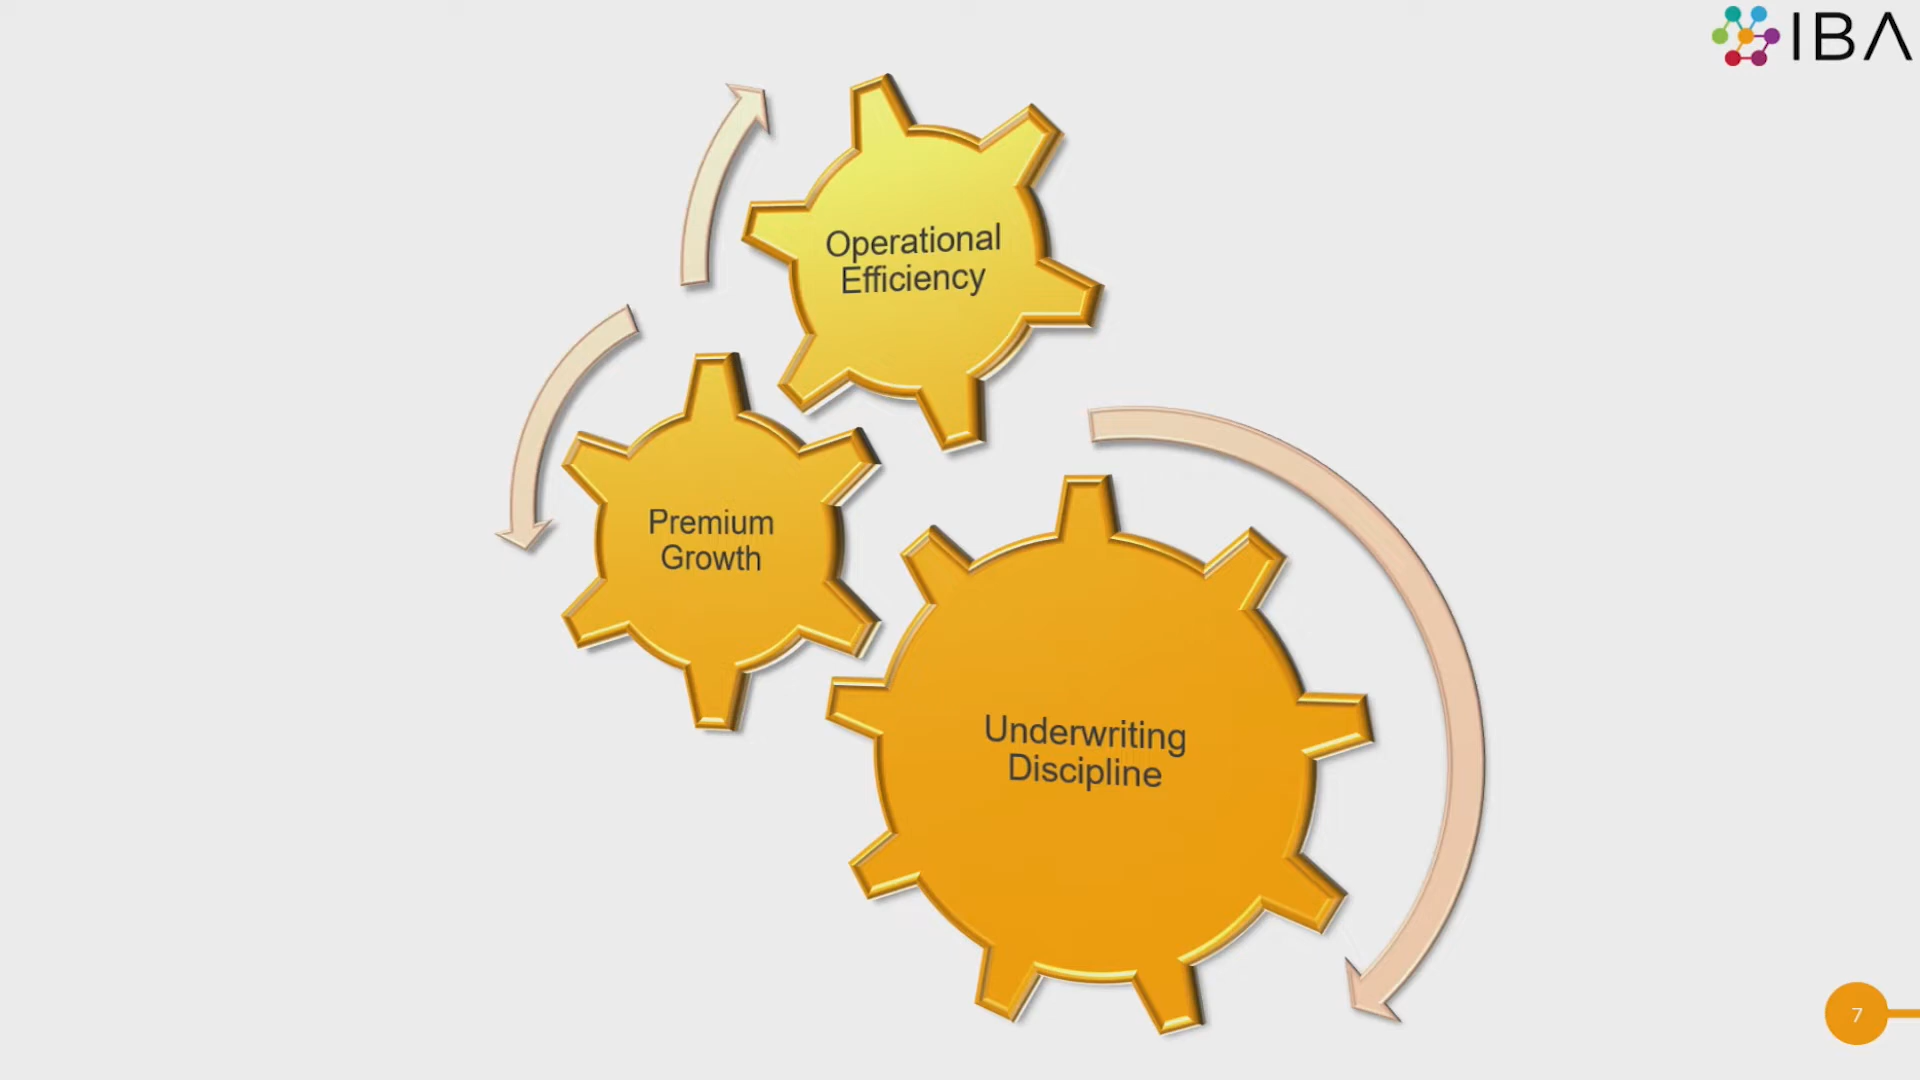 IBA
Operational
Efficiency
Premium
Growth
Underwriting
Discipline
7